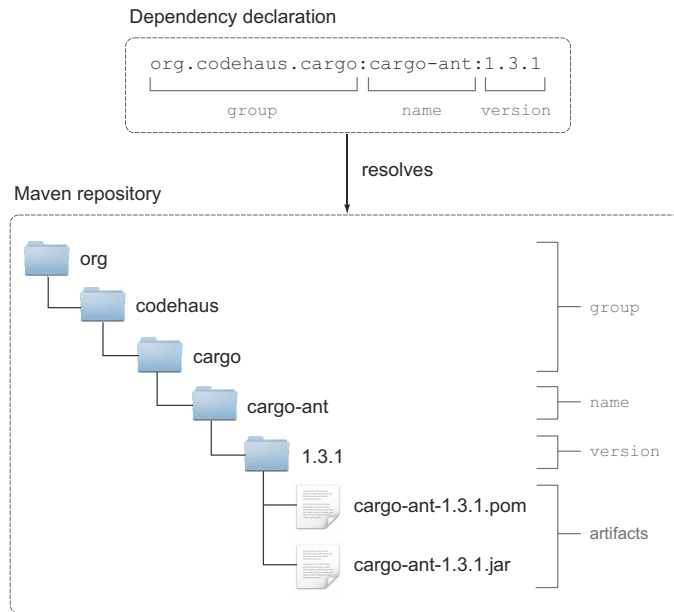 Dependency declaration
org.codehaus.cargo:cargo-ant:1.3.1
group name version
resolves
Maven repository
org
codehaus
group
cargo
cargo-ant
name
1.3.1
version
cargo-ant-1.3.1.pom
artifacts
cargo-ant-1.3.1.jar